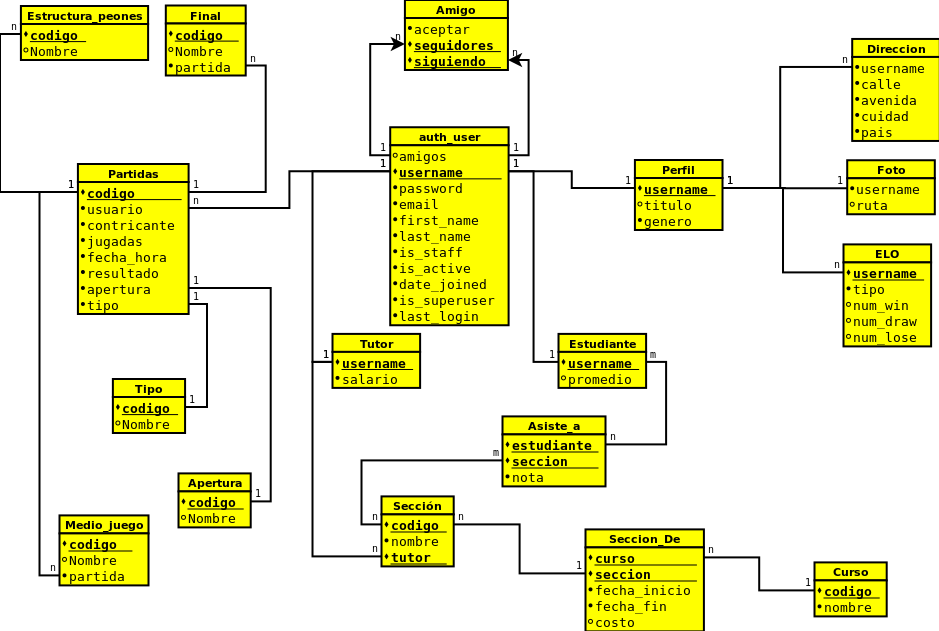 Estructura_peones
codigo
Nombre
Final
codigo
Nombre
partida
Amigo
aceptar
seguidores
siguiendo
Direccion
username
calle
avenida
cuidad
pais
auth_user
amigos
username
password
email
first_name
last_name
is_staff
is_active
date_joined
is_superuser
last_login
Partidas
codigo
usuario
contricante
jugadas
fecha_hora
resultado
apertura
tipo
Perfil
username
titulo
genero
Foto
username
ruta
ELO
username
tipo
num_win
num_draw
num_lose
Tutor
username
salario
Estudiante
username
promedio
Tipo
codigo
Nombre
Asiste_a
estudiante
seccion
nota
Apertura
codigo
Nombre
Sección
codigo
nombre
tutor
Medio_juego
codigo
Nombre
partida
Seccion_De
curso
seccion
fecha_inicio
fecha_fin
costo
Curso
codigo
nombre
n
n
n
n
n
1
1
1
1
1
1
n
1
1
1
1
n
1
1
1
1
m
n
m
1
1
n
n
n
n
1
n
1